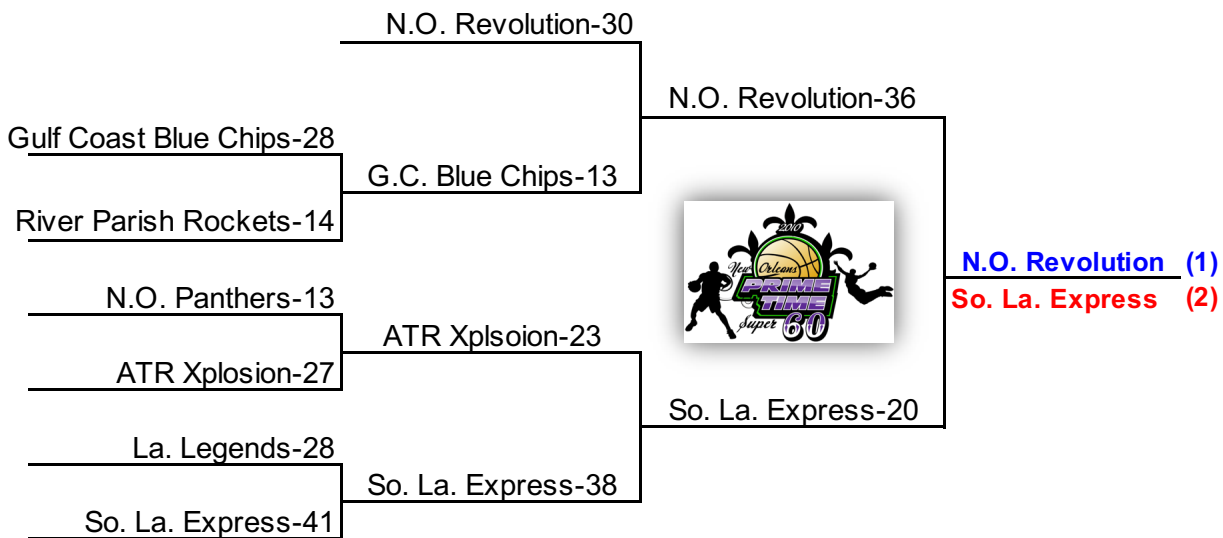 N.O. Revolution-30
N.O. Revolution-36
Gulf Coast Blue Chips-28
G.C. Blue Chips-13
River Parish Rockets-14
2010
New Orleans
PRIME
TIME
Super 60
N.O. Revolution (1)
So. La. Express (2)
N.O. Panthers-13
ATR Xplsoion-23
ATR Xplosion-27
So. La. Express-20
La. Legends-28
So. La. Express-38
So. La. Express-41